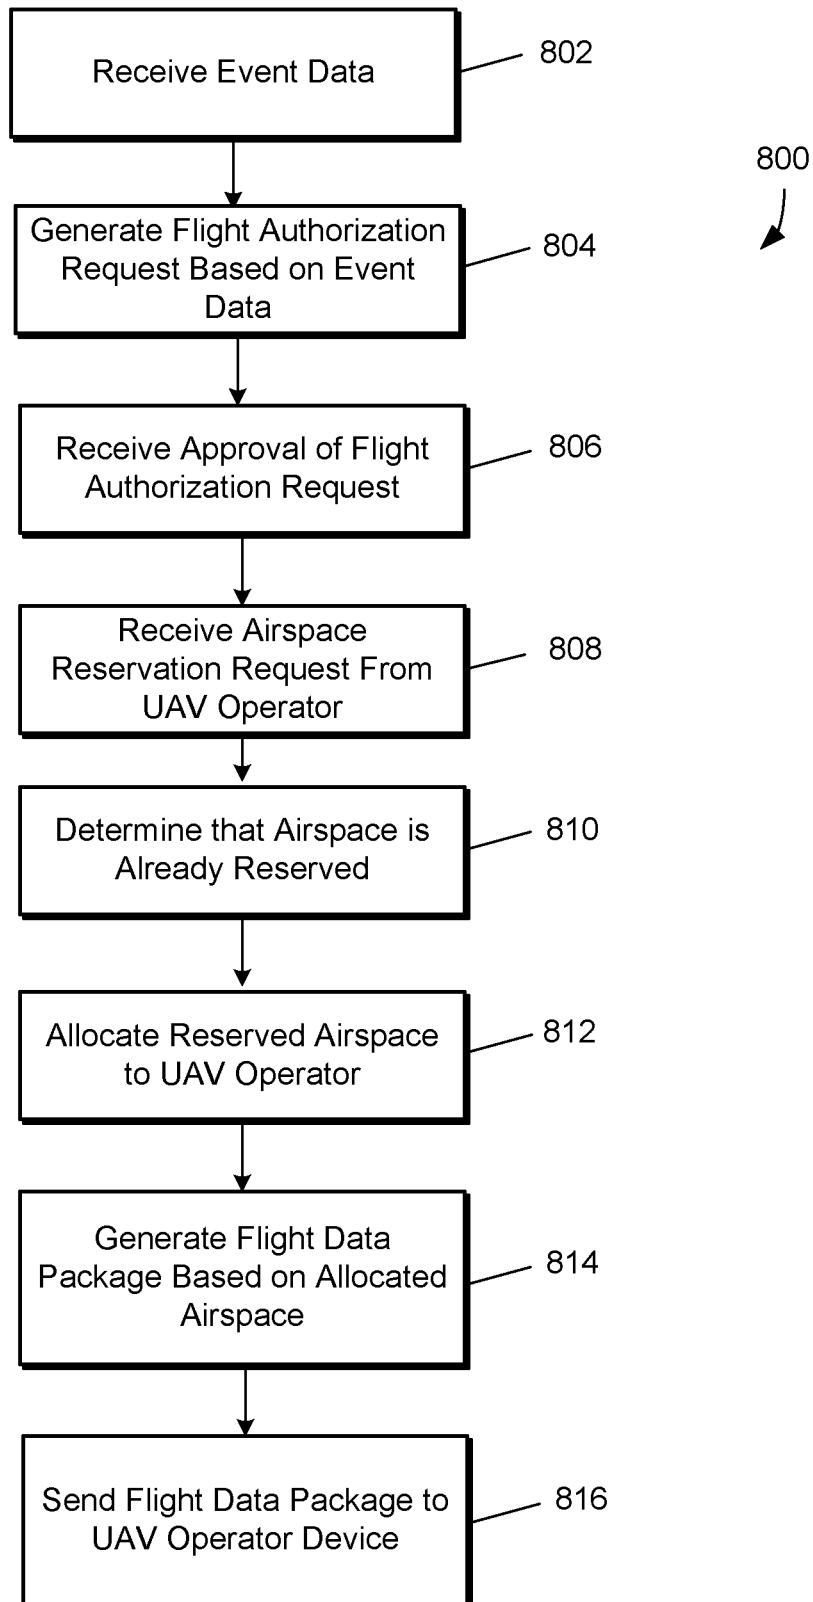 Receive Event Data
802
800
Generate Flight Authorization
Request Based on Event
Data
804
Receive Approval of Flight
Authorization Request
806
Receive Airspace
Reservation Request From
UAV Operator
808
Determine that Airspace is
Already Reserved
810
Allocate Reserved Airspace
to UAV Operator
812
Generate Flight Data
Package Based on Allocated
Airspace
814
Send Flight Data Package to
UAV Operator Device
816